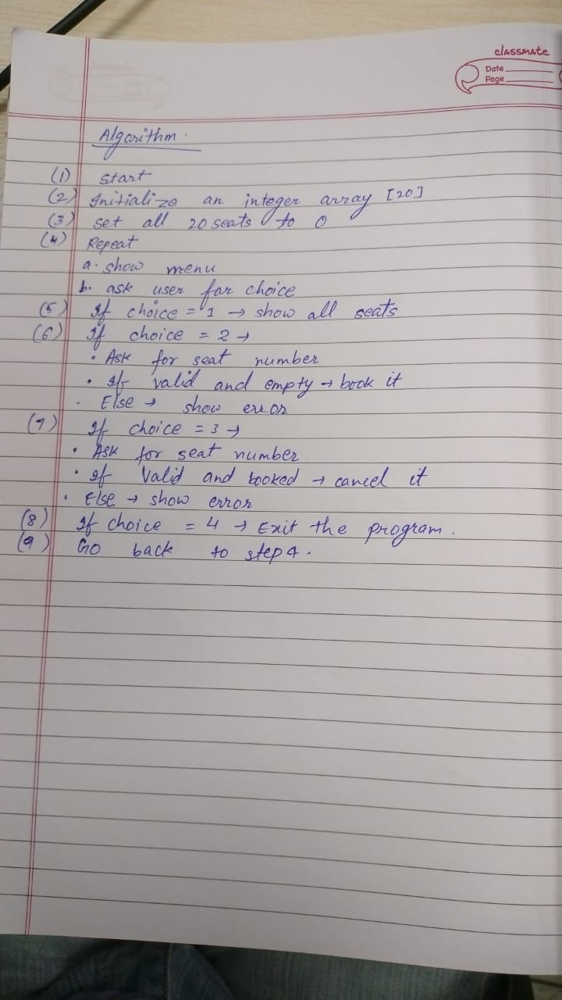 classmate
Date
Page
Algorithm.
(1) Start
(2) Initialize an integer array [20]
(3) set all 20 seats to 0
(4) Repeat
a. show menu
b. ask user for choice
(5) If choice = 1 → show all seats
(6) If choice = 2 →
• Ask for seat number
• If valid and empty → book it
- Else → show error
(7) If choice = 3 →
• Ask for seat number
• If Valid and booked → cancel it
• Else → show error
(8) If choice = 4 → Exit the program.
(9) Go back to step 4.